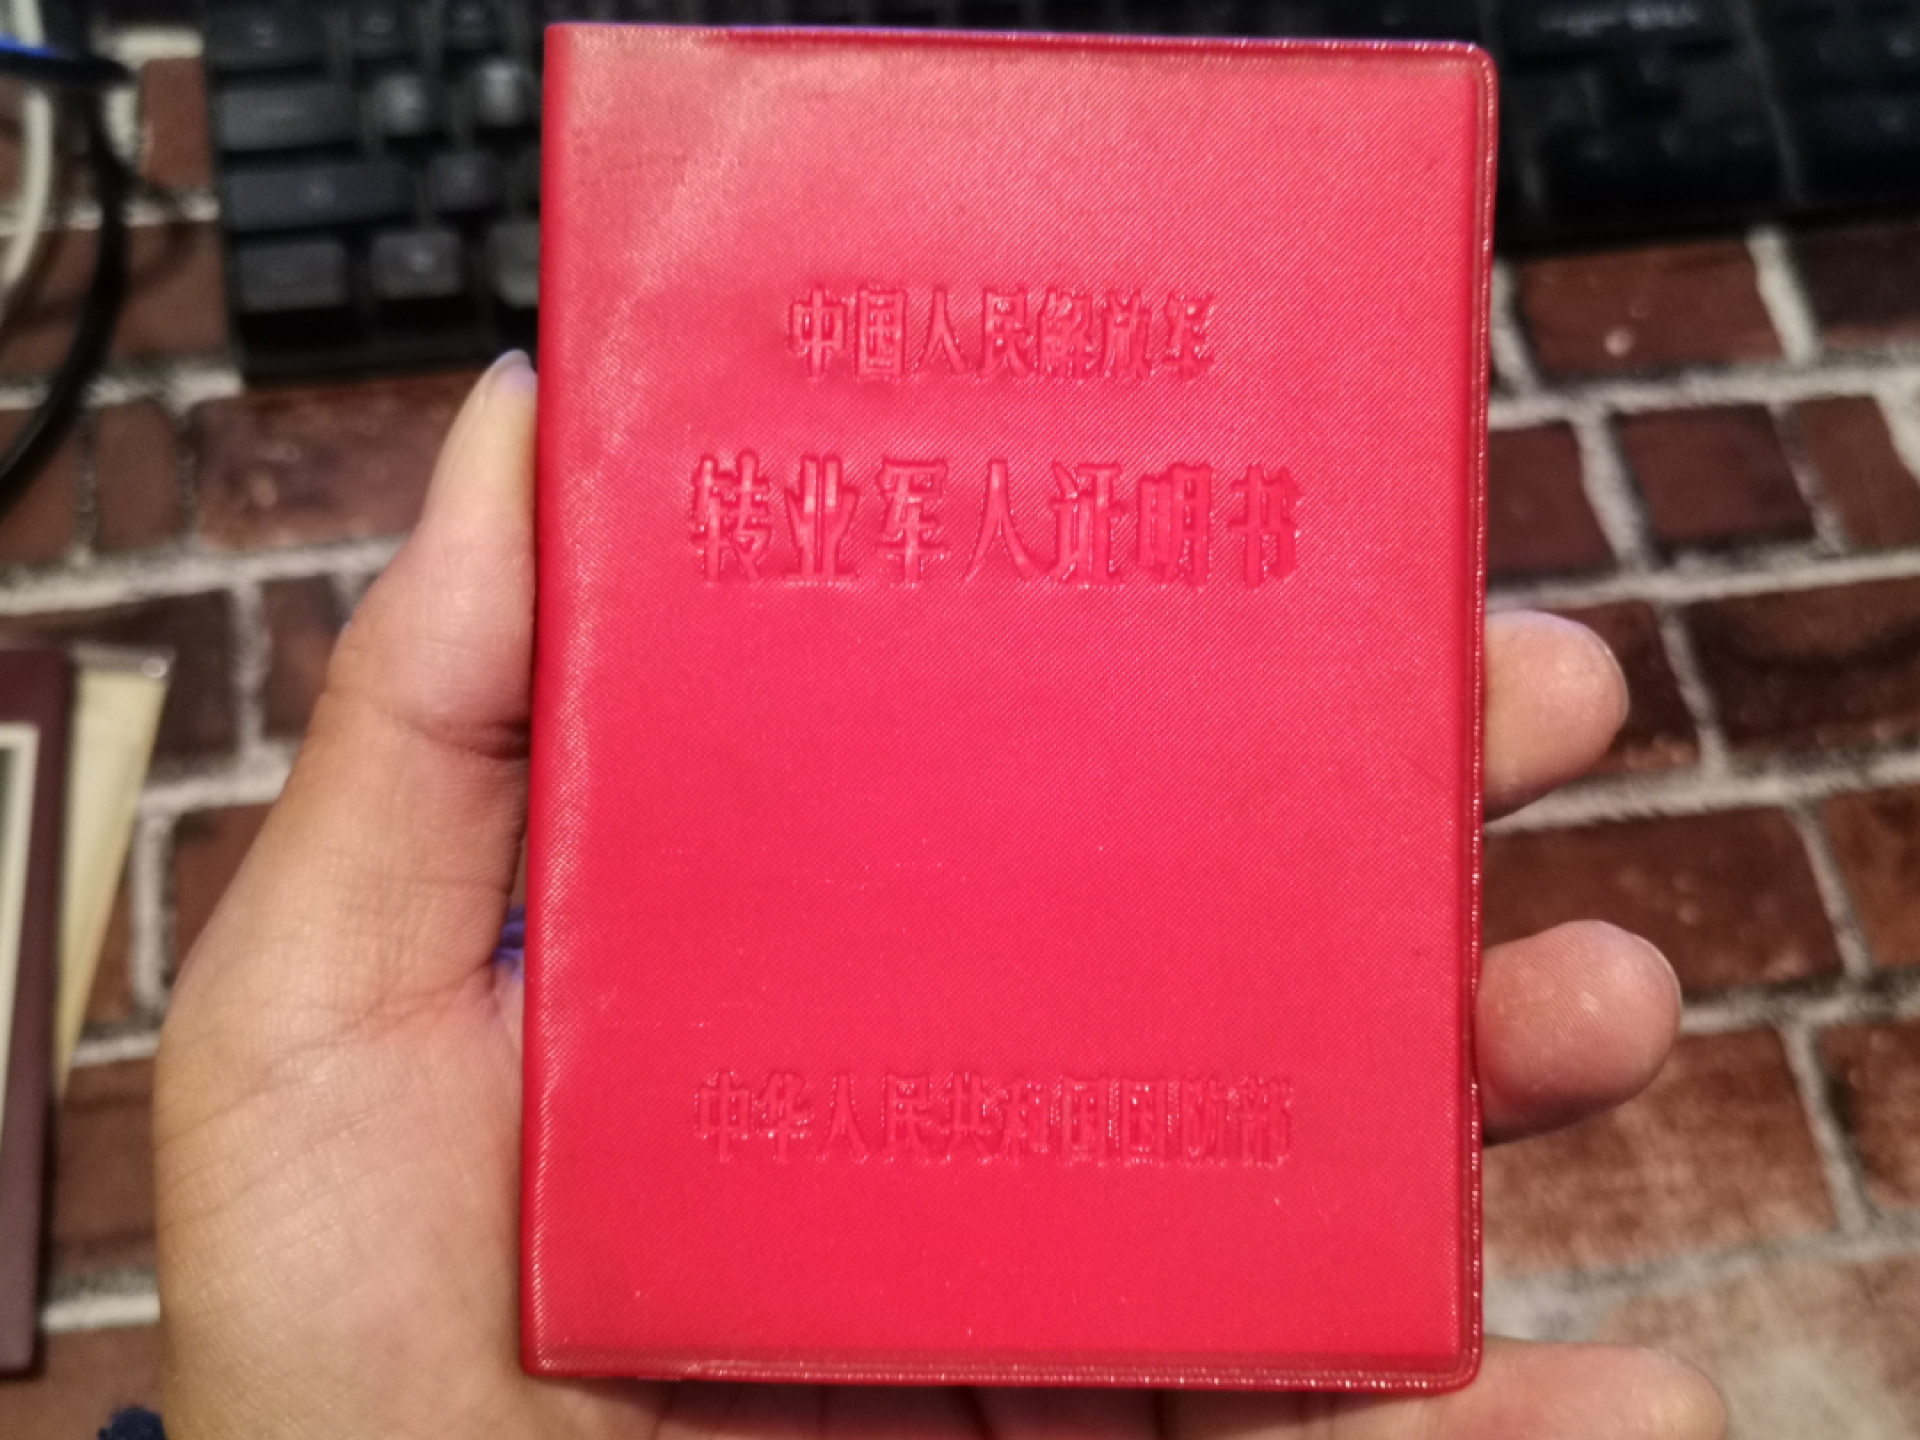 中国人民解放军
转业军人证明书
中华人民共和国国防部